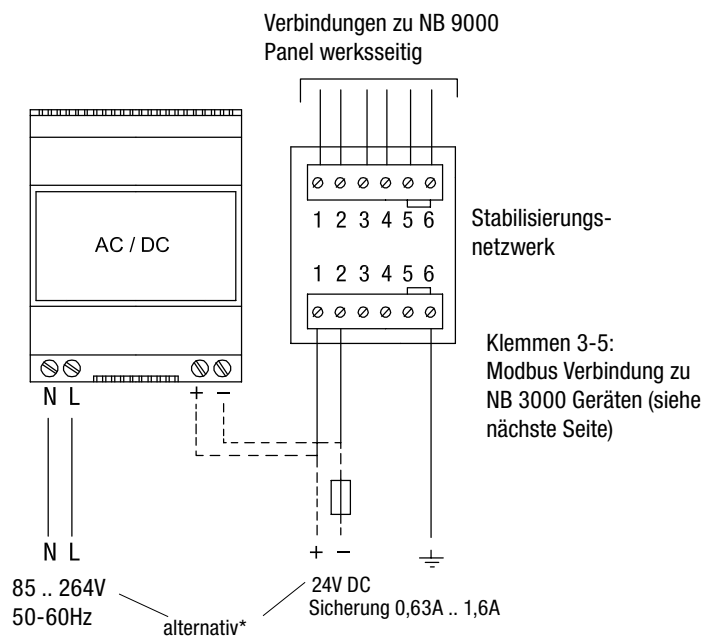 Verbindungen zu NB 9000
Panel werksseitig
AC / DC
1 2 3 4 5 6
1 2 3 4 5 6
Stabilisierungs-
netzwerk
Klemmen 3-5:
Modbus Verbindung zu
NB 3000 Geräten (siehe
nächste Seite)
N L
+ –
N L
+ –
85 .. 264V
50-60Hz
alternativ*
24V DC
Sicherung 0,63A .. 1,6A